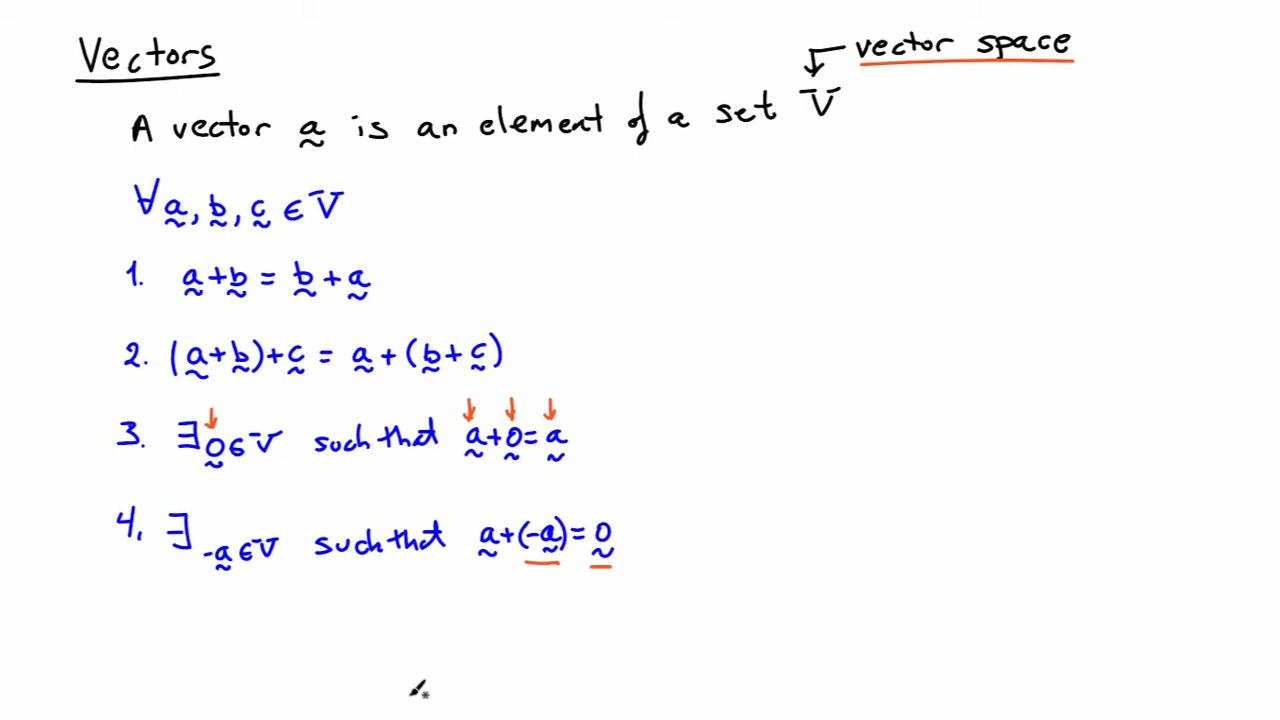 Vectors
vector space
A vector a̰ is an element of a set V
∀ a̰, b̰, c̰ ∈ V
1. a̰ + b̰ = b̰ + a̰
2. (a̰ + b̰) + c̰ = a̰ + (b̰ + c̰)
3. ∃ 0̰ ∈ V such that a̰ + 0̰ = a̰
4. ∃ -a̰ ∈ V such that a̰ + (-a̰) = 0̰